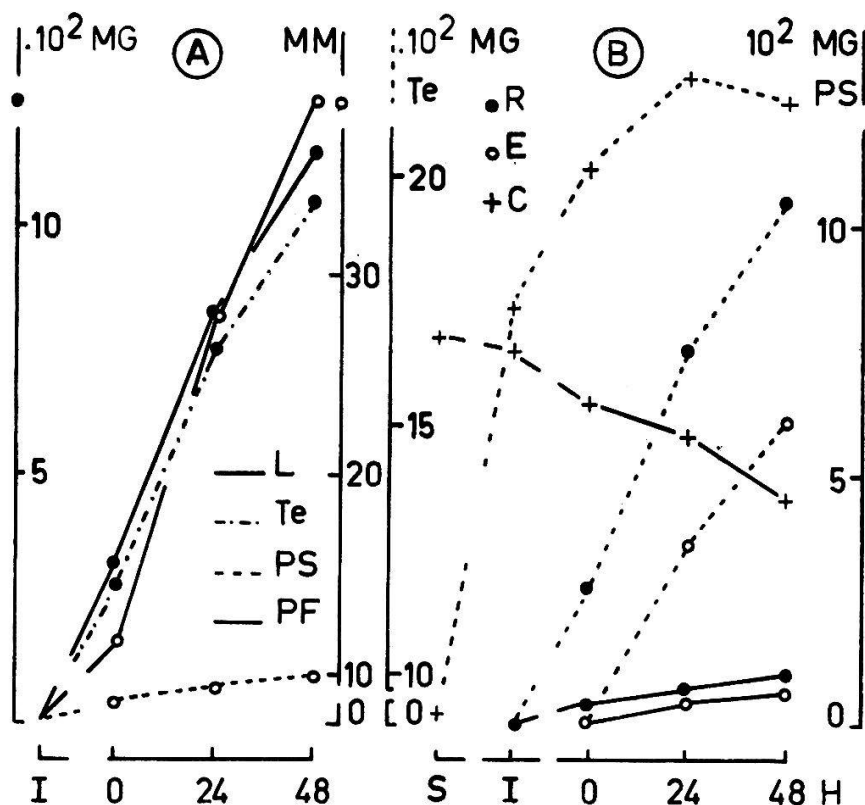 .10² MG A MM .10² MG B 10² MG
Te R PS
E
20 C
10 10
30
15
5 L 20 5
Te
PS
PF
10 10
0 0+ 0
I 0 24 48 S I 0 24 48 H